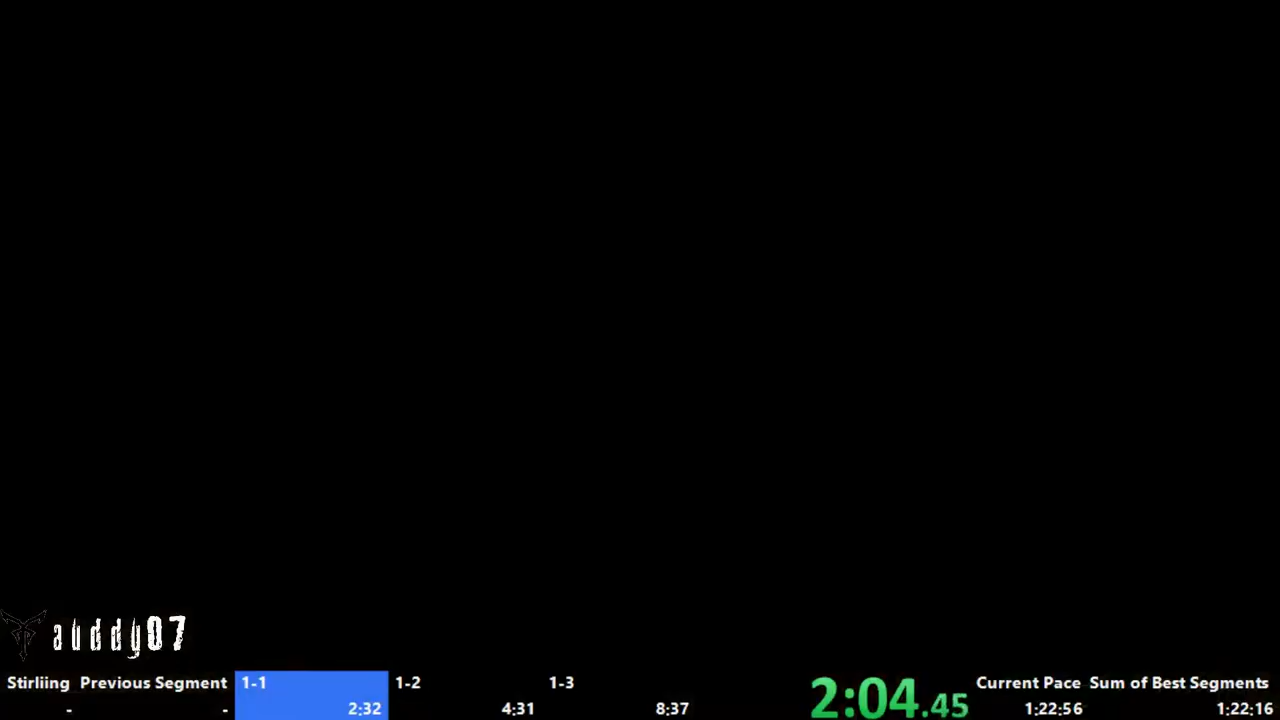 auddy07
Stirliing Previous Segment 1-1 1-2 1-3 2:04.45 Current Pace Sum of Best Segments
- - 2:32 4:31 8:37 1:22:56 1:22:16